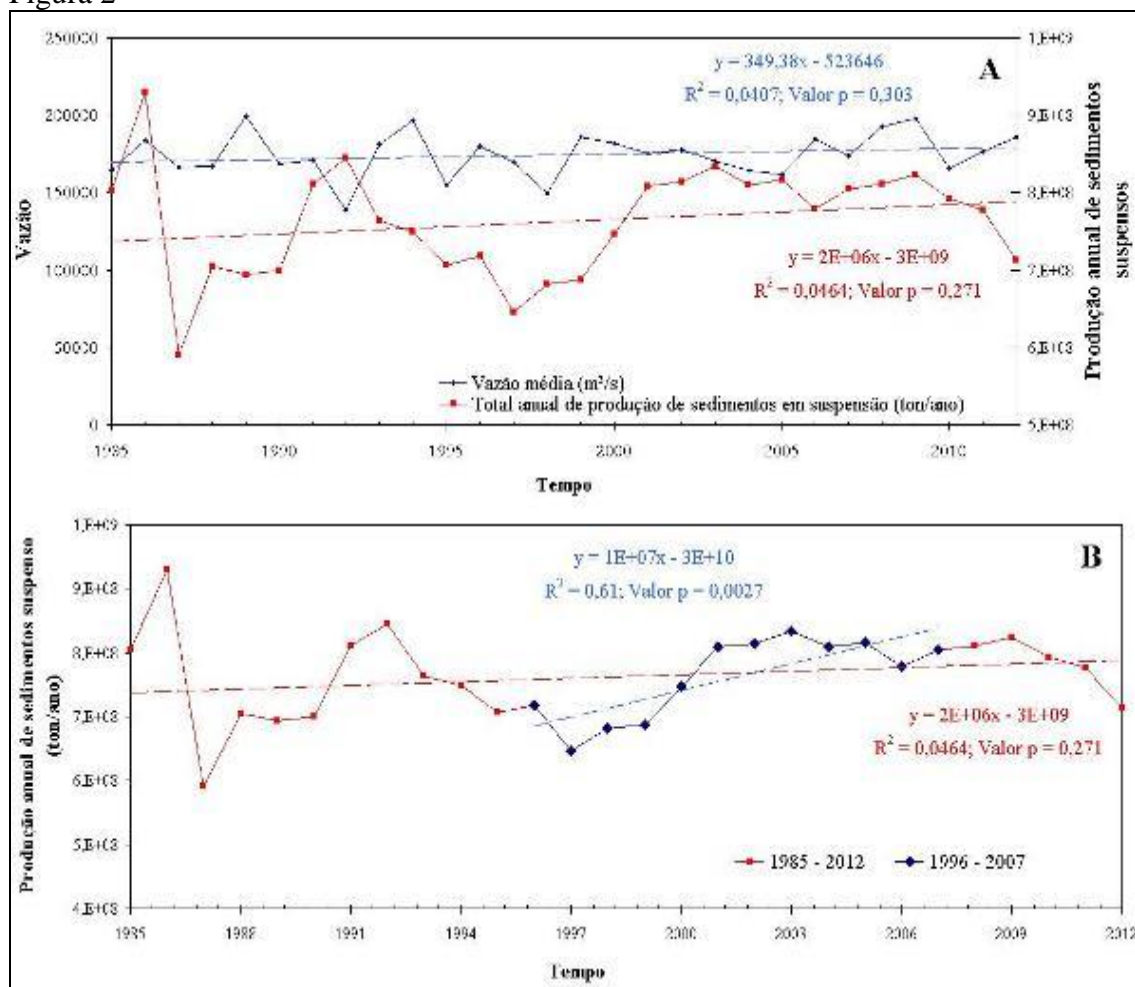 Figura 2
250000
200000
150000
100000
50000
0
Vazão
1,E+09
9,E+08
8,E+08
7,E+08
6,E+08
5,E+08
Produção anual de sedimentos
suspensos
A
y = 349,38x - 523646
R² = 0,0407; Valor p = 0,303
y = 2E+06x - 3E+09
R² = 0,0464; Valor p = 0,271
Vazão média (m³/s)
Total anual de produção de sedimentos em suspensão (ton/ano)
1985 1990 1995 2000 2005 2010
Tempo
1,E+09
9,E+08
8,E+08
7,E+08
6,E+08
5,E+08
4,E+08
Produção anual de sedimentos suspenso
(ton/ano)
B
y = 1E+07x - 3E+10
R² = 0,61; Valor p = 0,0027
y = 2E+06x - 3E+09
R² = 0,0464; Valor p = 0,271
1985 - 2012 1996 - 2007
1985 1988 1991 1994 1997 2000 2003 2006 2009 2012
Tempo